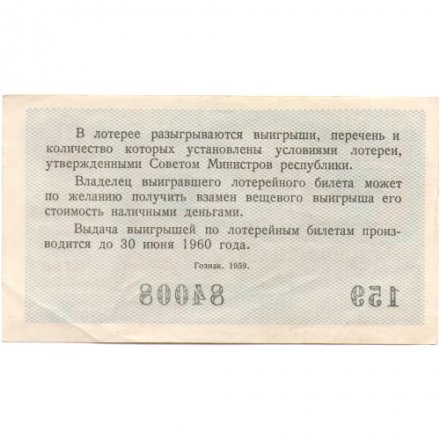 В лотерее разыгрываются выигрыши, перечень и
количество которых установлены условиями лотереи,
утвержденными Советом Министров республики.
Владелец выигравшего лотерейного билета может
по желанию получить взамен вещевого выигрыша его
стоимость наличными деньгами.
Выдача выигрышей по лотерейным билетам произ-
водится до 30 июня 1960 года.
Гознак. 1959.
159 84008